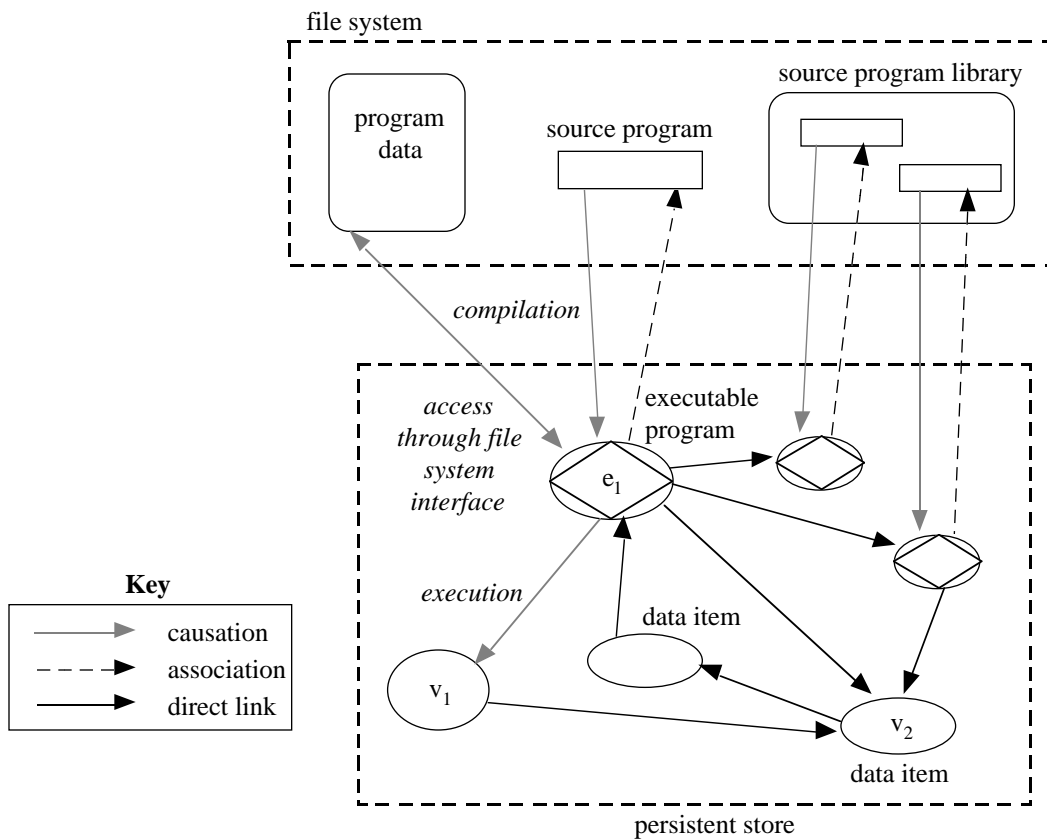 file system
source program library
program
data
source program
compilation
executable
program
access
through file
system
interface
e1
Key
execution
data item
causation
association
direct link
v1
v2
data item
persistent store